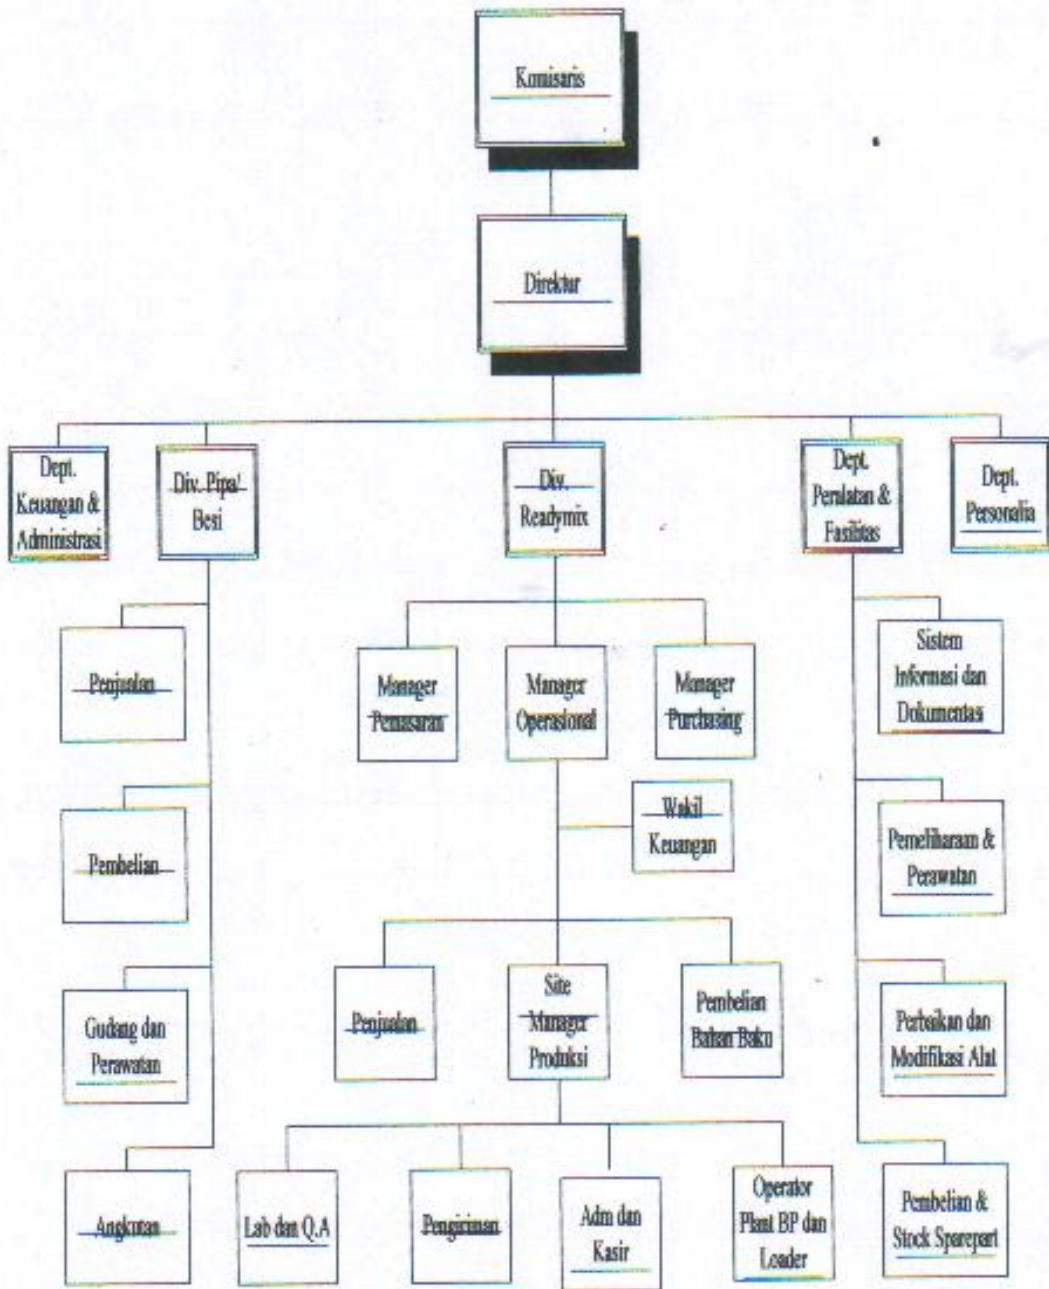 Komisaris
Direktur
Dept.
Keuangan &
Administrasi
Div. Pipa/
Besi
Div.
Readymix
Dept.
Peralatan &
Fasilitas
Dept.
Personalia
Penjualan
Manager
Pemasaran
Manager
Operasional
Manager
Purchasing
Sistem
Informasi dan
Dokumentasi
Wakil
Keuangan
Pembelian
Pemeliharaan &
Perawatan
Gudang dan
Perawatan
Penjualan
Site
Manager
Produksi
Pembelian
Bahan Baku
Perbaikan dan
Modifikasi Alat
Angkutan
Lab dan Q.A
Pengiriman
Adm dan
Kasir
Operator
Plant BP dan
Loader
Pembelian &
Stock Sparepart